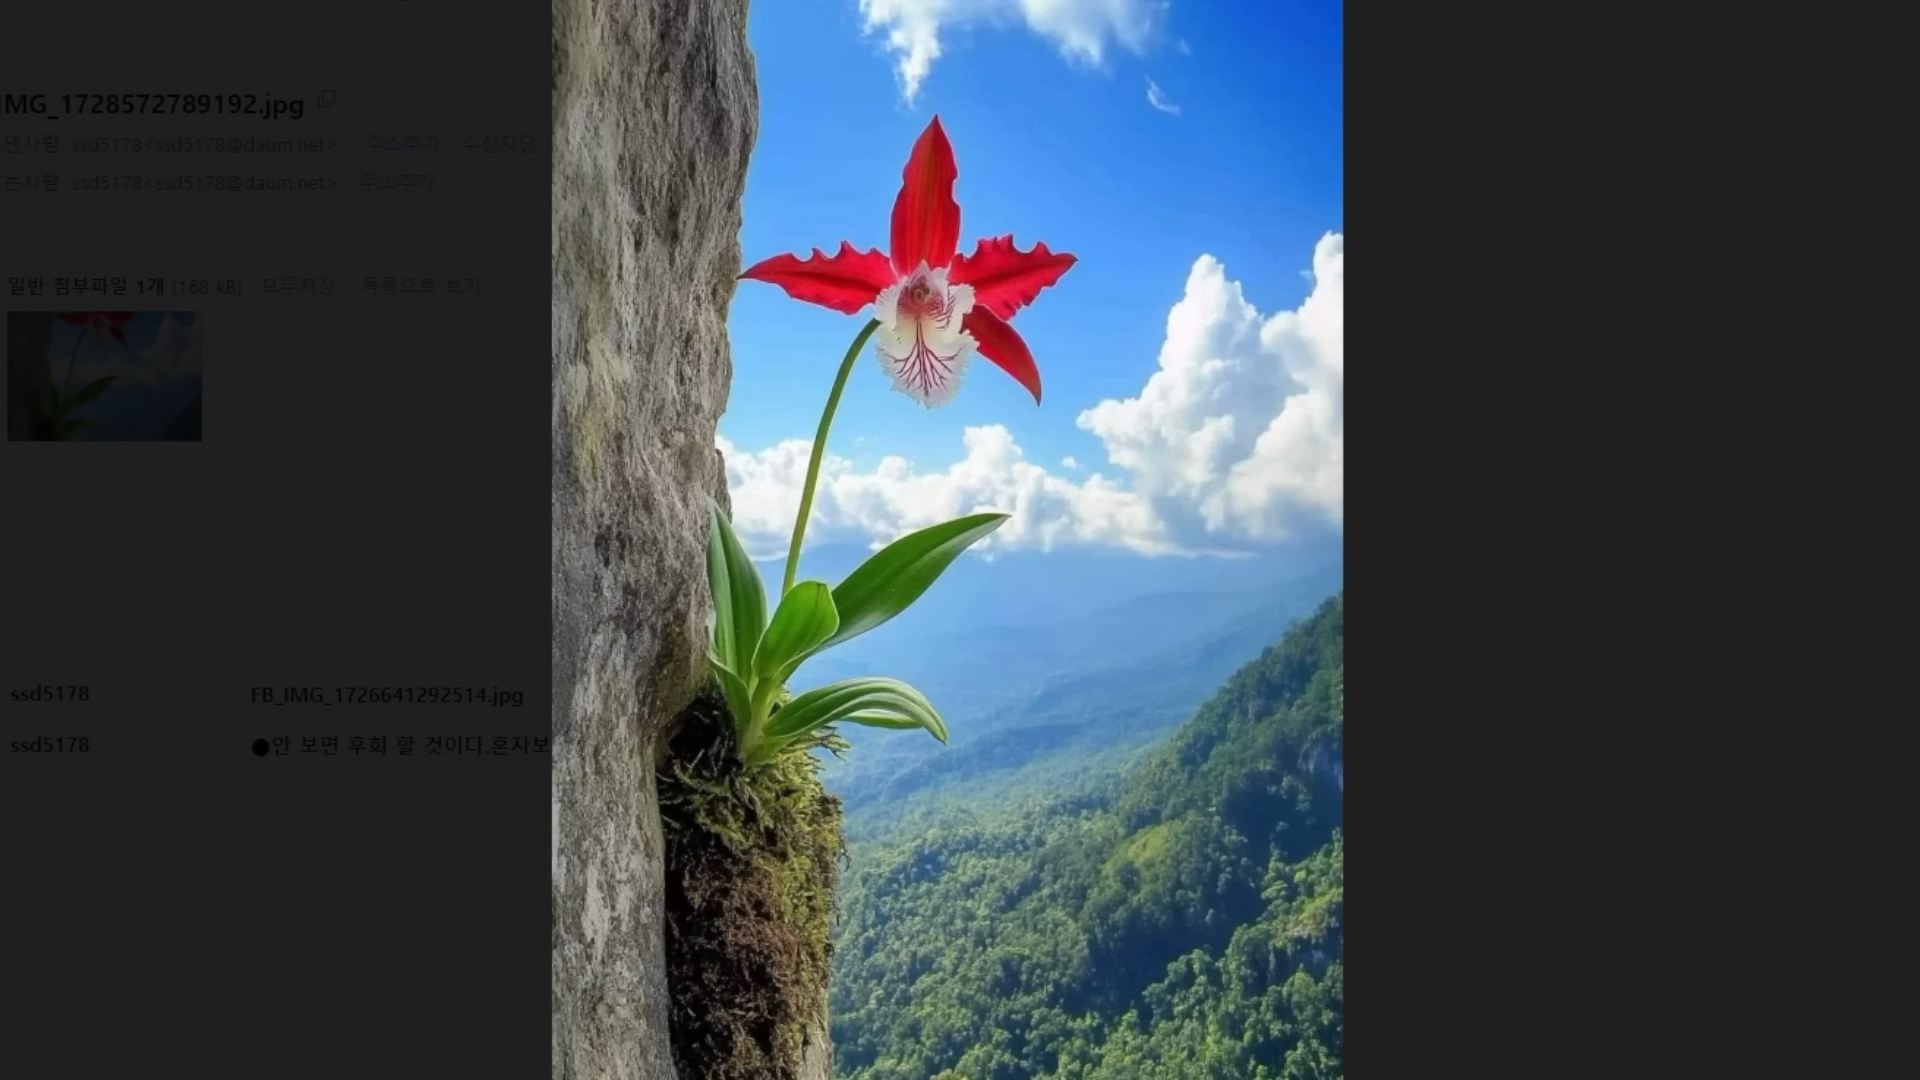 IMG_1728572789192.jpg
낸사람 ssd5178<ssd5178@daum.net> 주소추가 수신차단
는사람 ssd5178<ssd5178@daum.net> 주소추가
일반 첨부파일 1개 (168 kB) 모두저장 목록으로 보기
ssd5178 FB_IMG_1726641292514.jpg
ssd5178 ●안 보면 후회 할 것이다.혼자보